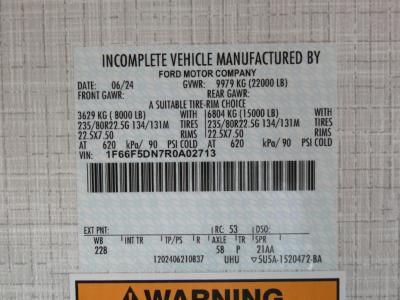 INCOMPLETE VEHICLE MANUFACTURED BY
FORD MOTOR COMPANY
DATE: 06/24 GVWR: 9979 KG (22000 LB)
FRONT GAWR: REAR GAWR:
A SUITABLE TIRE-RIM CHOICE
3629 KG ( 8000 LB) WITH 6804 KG (15000 LB) WITH
235/80R22.5G 134/131M TIRES 235/80R22.5G 134/131M TIRES
22.5X7.50 RIMS 22.5X7.50 RIMS
AT 620 kPa/ 90 PSI COLD AT 620 kPa/ 90 PSI COLD
VIN: 1F66F5DN7R0A02713
EXT PNT: RC: 53 DSO:
WB INT TR TP/PS R AXLE TR SPR
228 58 P 21AA
1202406210837 UHU 5U5A-1520472-BA
WARNING